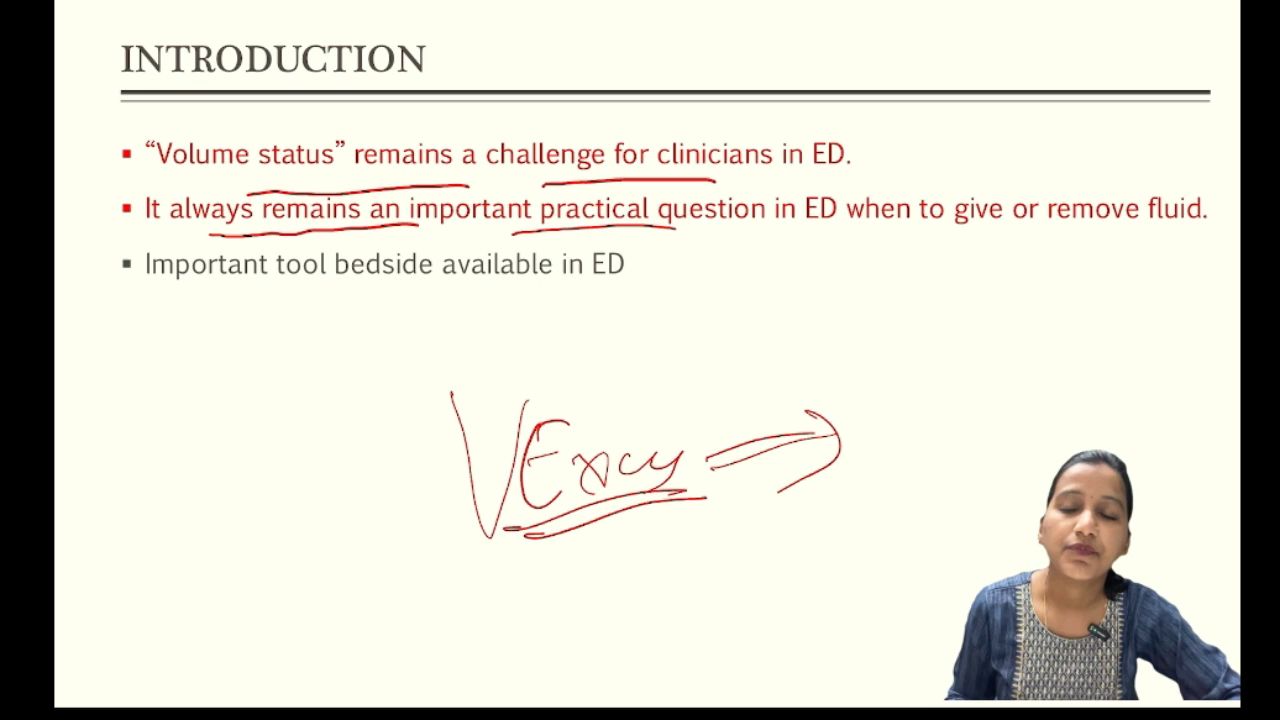 INTRODUCTION
▪ “Volume status” remains a challenge for clinicians in ED.
▪ It always remains an important practical question in ED when to give or remove fluid.
▪ Important tool bedside available in ED